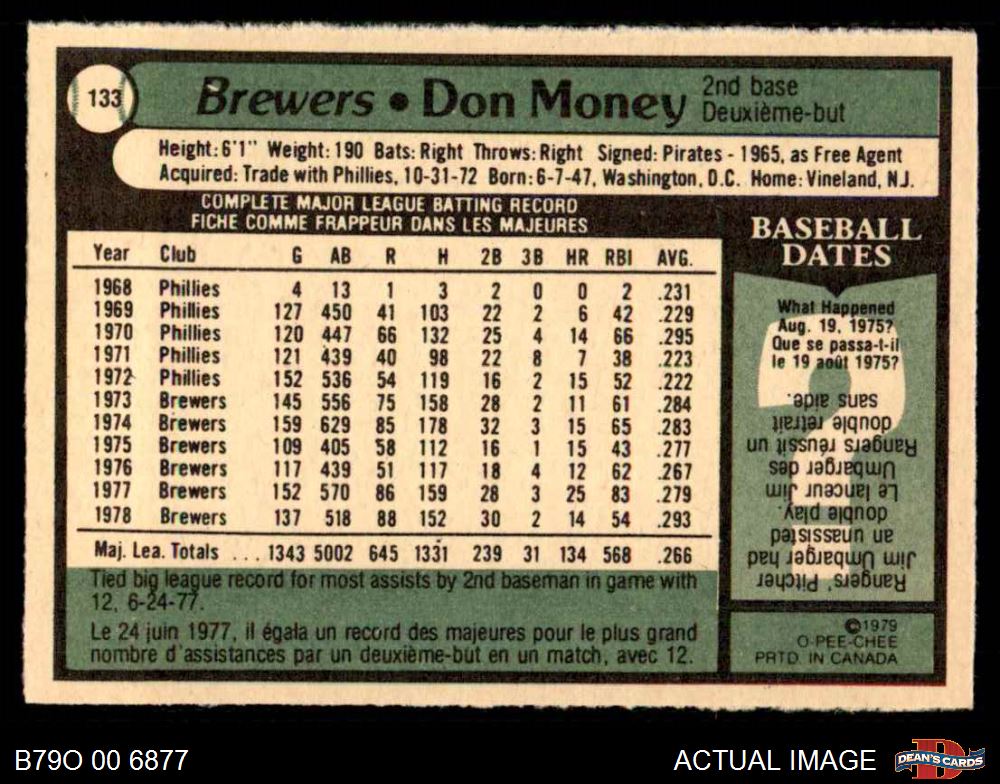 133
Brewers • Don Money
2nd base
Deuxième-but
Height: 6'1" Weight: 190 Bats: Right Throws: Right Signed: Pirates - 1965, as Free Agent
Acquired: Trade with Phillies, 10-31-72 Born: 6-7-47, Washington, D.C. Home: Vineland, N.J.
COMPLETE MAJOR LEAGUE BATTING RECORD
FICHE COMME FRAPPEUR DANS LES MAJEURES
Year Club G AB R H 2B 3B HR RBI AVG.
1968 Phillies 4 13 1 3 2 0 0 2 .231
1969 Phillies 127 450 41 103 22 2 6 42 .229
1970 Phillies 120 447 66 132 25 4 14 66 .295
1971 Phillies 121 439 40 98 22 8 7 38 .223
1972 Phillies 152 536 54 119 16 2 15 52 .222
1973 Brewers 145 556 75 158 28 2 11 61 .284
1974 Brewers 159 629 85 178 32 3 15 65 .283
1975 Brewers 109 405 58 112 16 1 15 43 .277
1976 Brewers 117 439 51 117 18 4 12 62 .267
1977 Brewers 152 570 86 159 28 3 25 83 .279
1978 Brewers 137 518 88 152 30 2 14 54 .293
Maj. Lea. Totals ... 1343 5002 645 1331 239 31 134 568 .266
Tied big league record for most assists by 2nd baseman in game with
12, 6-24-77.
Le 24 juin 1977, il égala un record des majeures pour le plus grand
nombre d'assistances par un deuxième-but en un match, avec 12.
BASEBALL
DATES
What Happened
Aug. 19, 1975?
Que se passa-t-il
le 19 août 1975?
Rangers' Pitcher
Jim Umbarger had
an unassisted
double play.
Le lanceur Jim
Umbarger des
Rangers réussit un
double retrait
sans aide.
©1979
O-PEE-CHEE
PRTD. IN CANADA
B79O 00 6877
ACTUAL IMAGE
DEAN'S CARDS